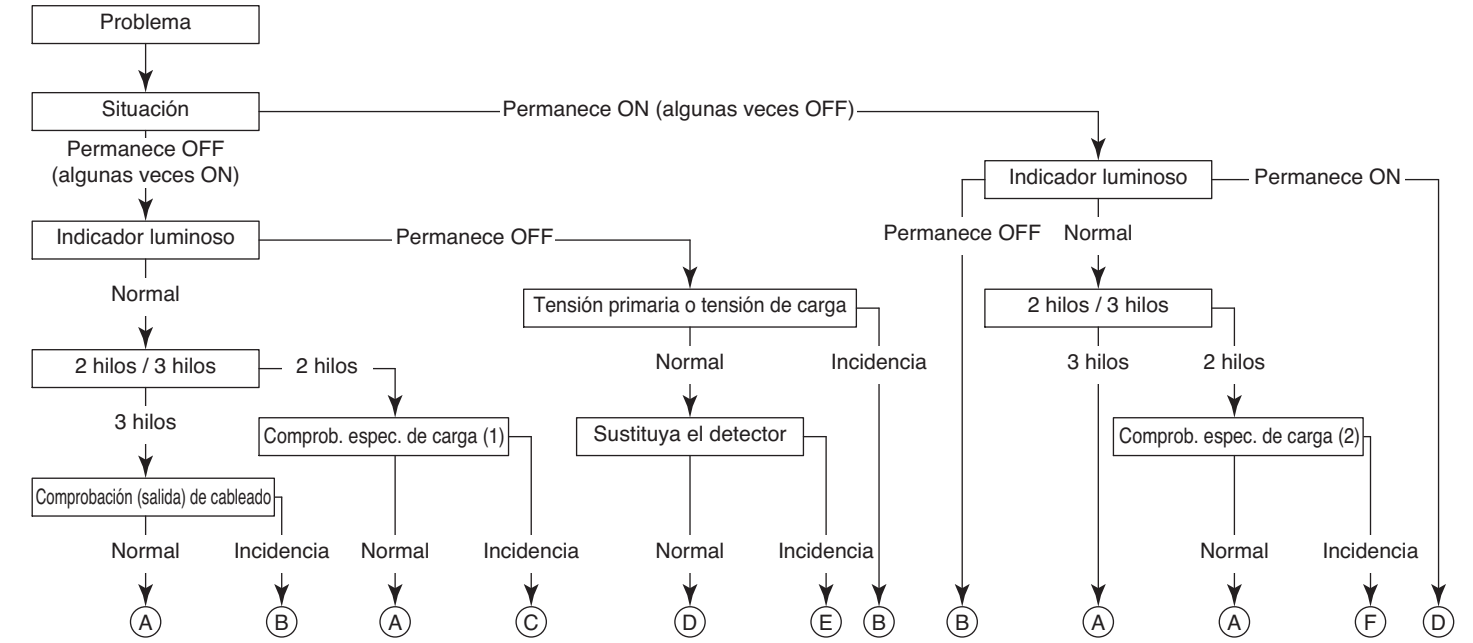 Problema
Situación
Permanece ON (algunas veces OFF)
Permanece OFF
(algunas veces ON)
Indicador luminoso
Permanece ON
Indicador luminoso
Permanece OFF
Permanece OFF
Normal
Normal
Tensión primaria o tensión de carga
2 hilos / 3 hilos
2 hilos / 3 hilos
2 hilos
Normal
Incidencia
3 hilos
2 hilos
3 hilos
Comprob. espec. de carga (1)
Sustituya el detector
Comprob. espec. de carga (2)
Comprobación (salida) de cableado
Normal
Incidencia
Normal
Incidencia
Normal
Incidencia
Normal
Incidencia
A
B
A
C
D
E
B
B
A
A
F
D